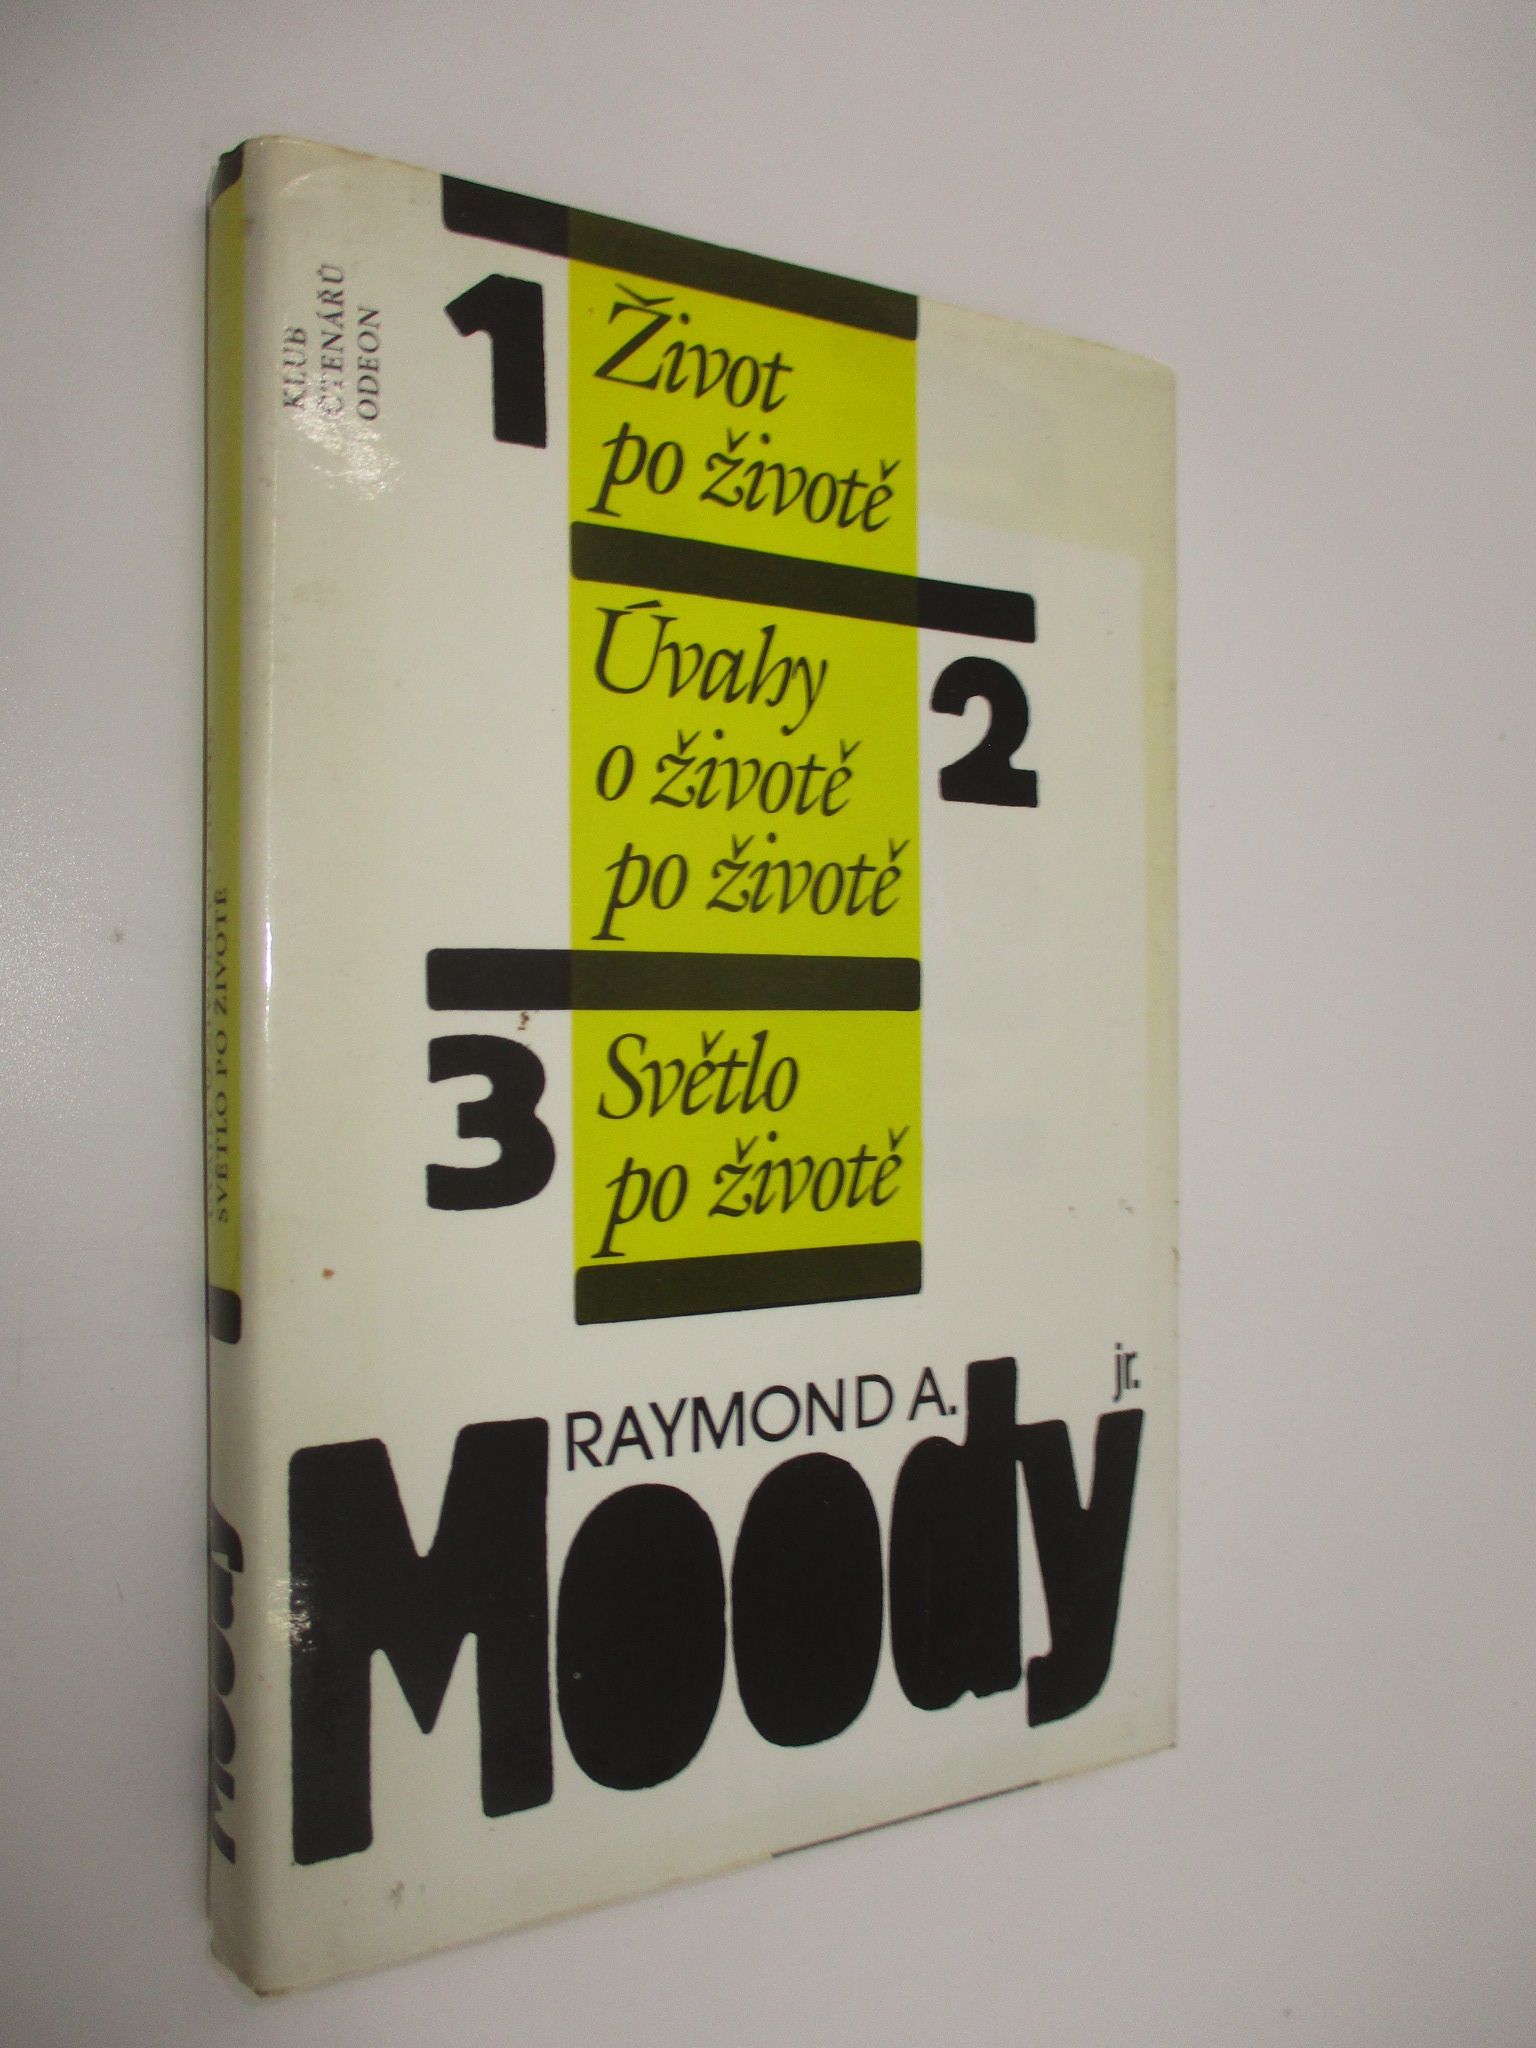 KLUB
ČTENÁŘŮ
ODEON
1
Život
po životě
Úvahy
o životě
po životě
2
3
Světlo
po životě
RAYMOND A.
jr.
Moody
SVĚTLO PO ŽIVOTĚ
Moody